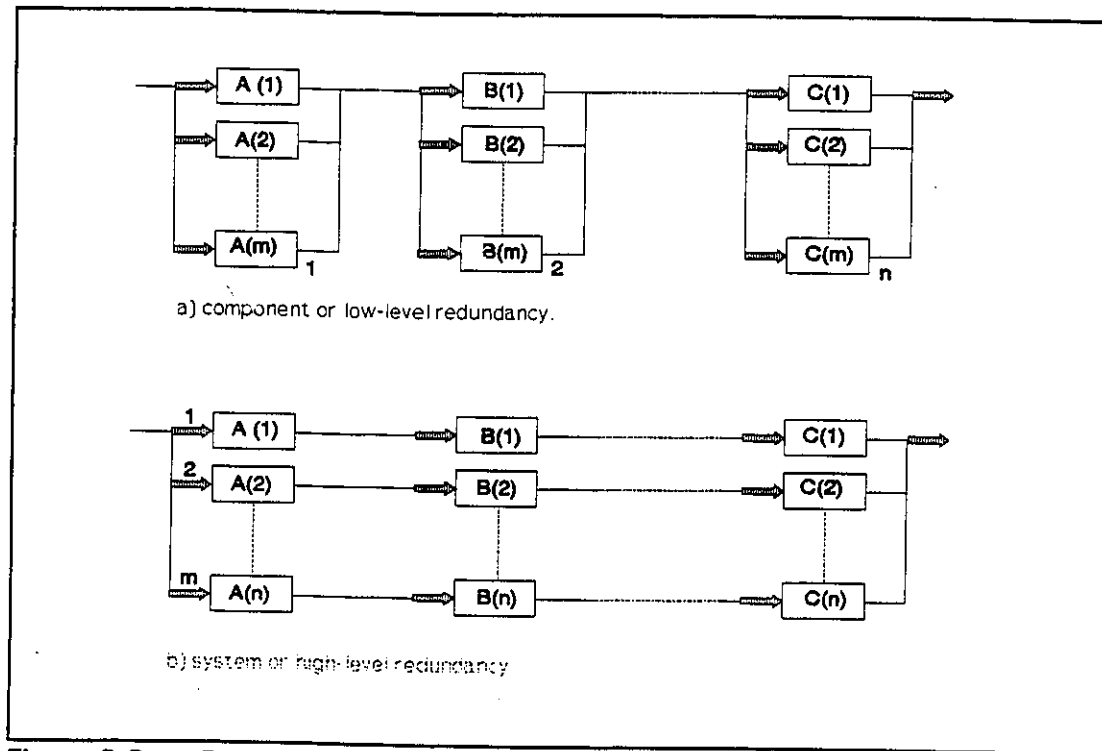 A (1)
B(1)
C(1)
A(2)
B(2)
C(2)
A(m)
B(m)
C(m)
1
2
n
a) component or low-level redundancy.
1
A (1)
B(1)
C(1)
2
A(2)
B(2)
C(2)
m
A(n)
B(n)
C(n)
b) system or high-level redundancy